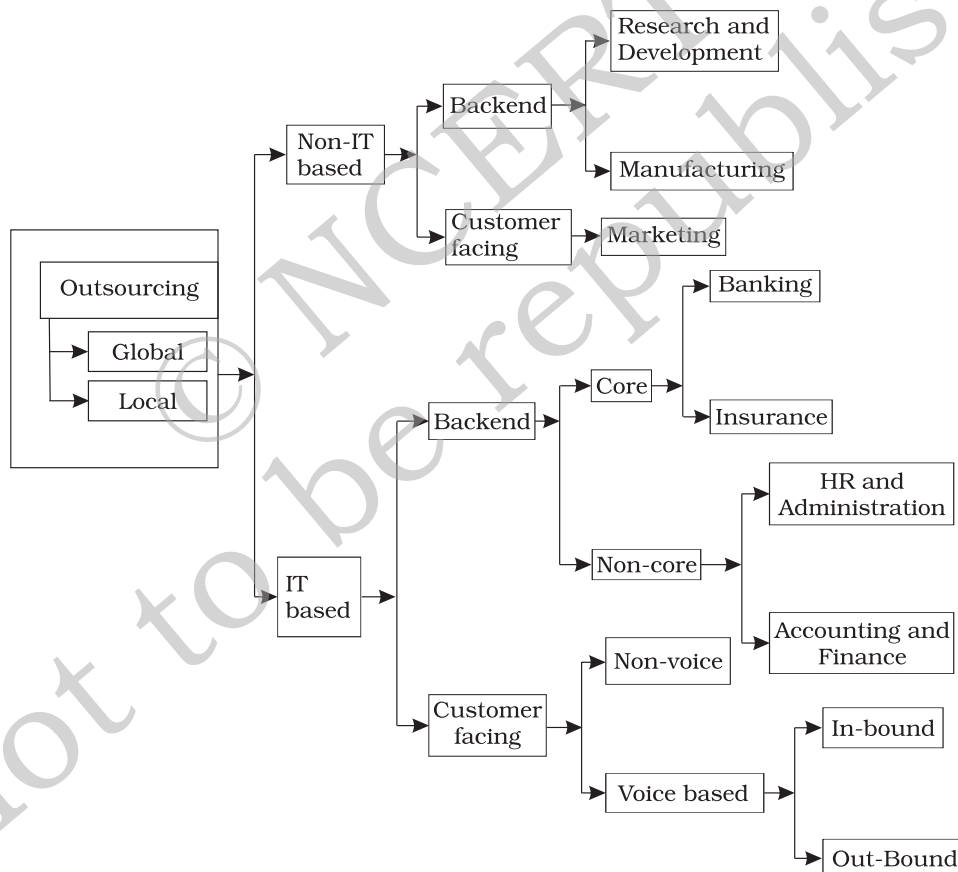 Research and
Development
Backend
Non-IT
based
Manufacturing
Customer
facing
Marketing
Outsourcing
Global
Local
Banking
Core
Backend
Insurance
HR and
Administration
Non-core
IT
based
Accounting and
Finance
Non-voice
Customer
facing
In-bound
Voice based
Out-Bound
© NCERT
not to be republis